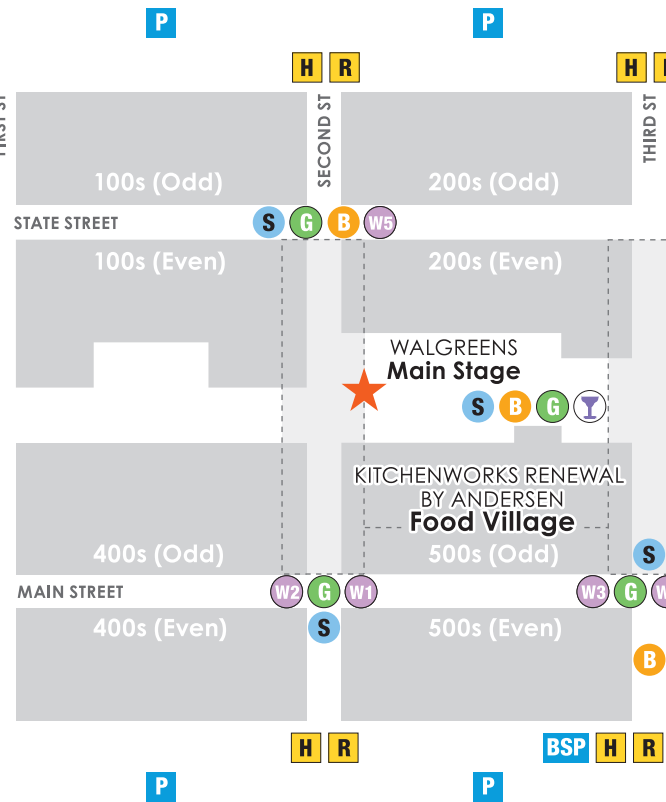 P P
H R H
FIRST ST
SECOND ST
THIRD ST
100s (Odd) 200s (Odd)
STATE STREET S G B W5
100s (Even) 200s (Even)
WALGREENS
Main Stage
S B G
KITCHENWORKS RENEWAL
BY ANDERSEN
Food Village
400s (Odd) 500s (Odd) S
MAIN STREET W2 G W1 W3 G
400s (Even) S 500s (Even)
B
H R BSP H R
P P